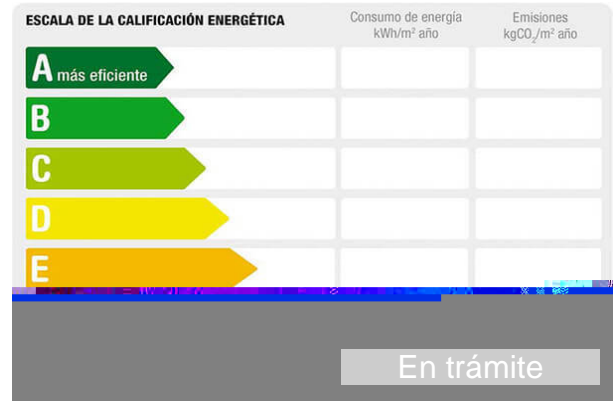 ESCALA DE LA CALIFICACIÓN ENERGÉTICA
Consumo de energía
kWh/m² año
Emisiones
kgCO₂/m² año
A más eficiente
B
C
D
E
En trámite